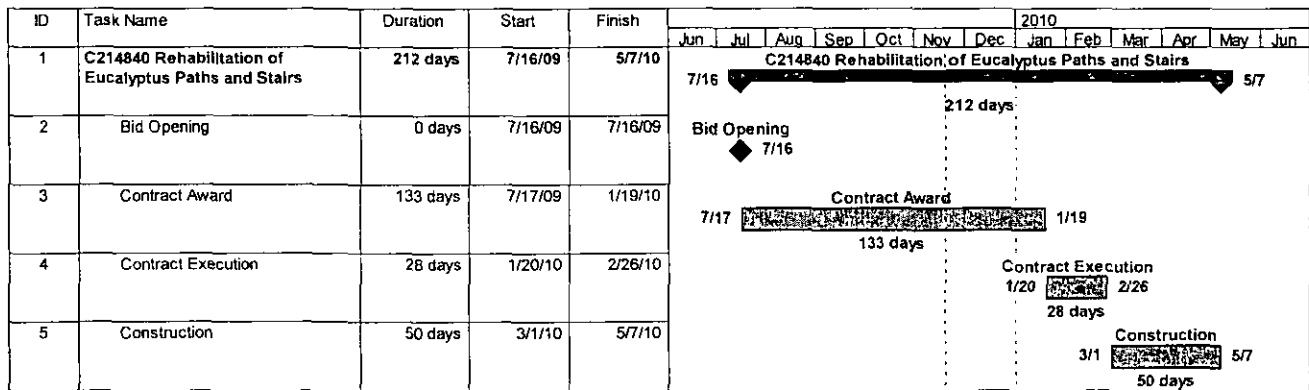 ID Task Name Duration Start Finish 2010
Jun Jul Aug Sep Oct Nov Dec Jan Feb Mar Apr May Jun
1 C214840 Rehabilitation of Eucalyptus Paths and Stairs 212 days 7/16/09 5/7/10
C214840 Rehabilitation of Eucalyptus Paths and Stairs
7/16 5/7
212 days
2 Bid Opening 0 days 7/16/09 7/16/09
Bid Opening
7/16
3 Contract Award 133 days 7/17/09 1/19/10
Contract Award
7/17 1/19
133 days
4 Contract Execution 28 days 1/20/10 2/26/10
Contract Execution
1/20 2/26
28 days
5 Construction 50 days 3/1/10 5/7/10
Construction
3/1 5/7
50 days